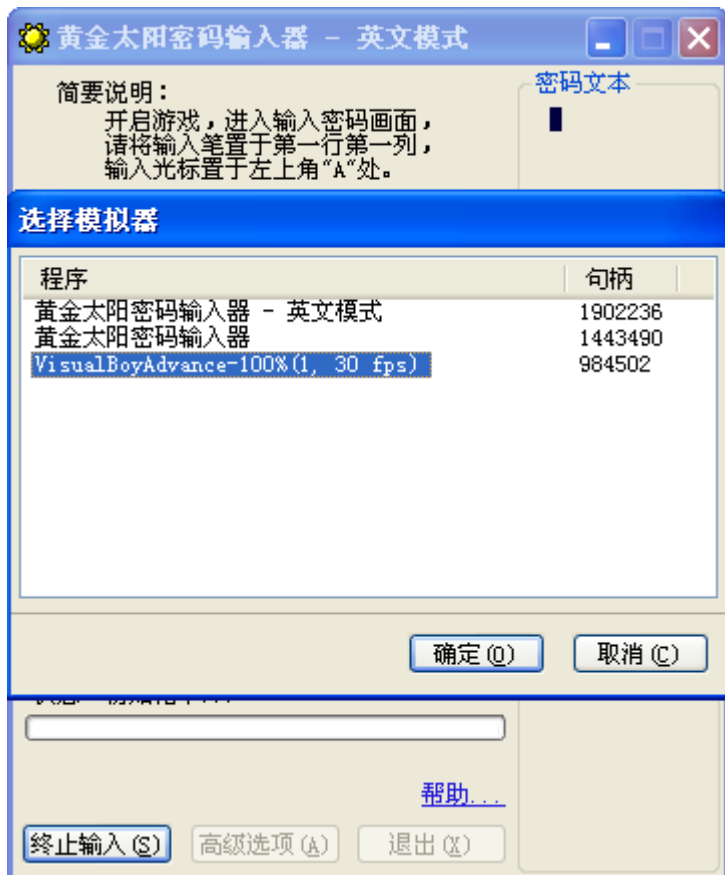 黄金太阳密码输入器 - 英文模式
简要说明：
开启游戏，进入输入密码画面，
请将输入笔置于第一行第一列，
输入光标置于左上角"A"处。
密码文本
选择模拟器
程序 句柄
黄金太阳密码输入器 - 英文模式 1902236
黄金太阳密码输入器 1443490
VisualBoyAdvance-100%(1, 30 fps) 984502
确定(O) 取消(C)
帮助...
终止输入(S) 高级选项(A) 退出(X)